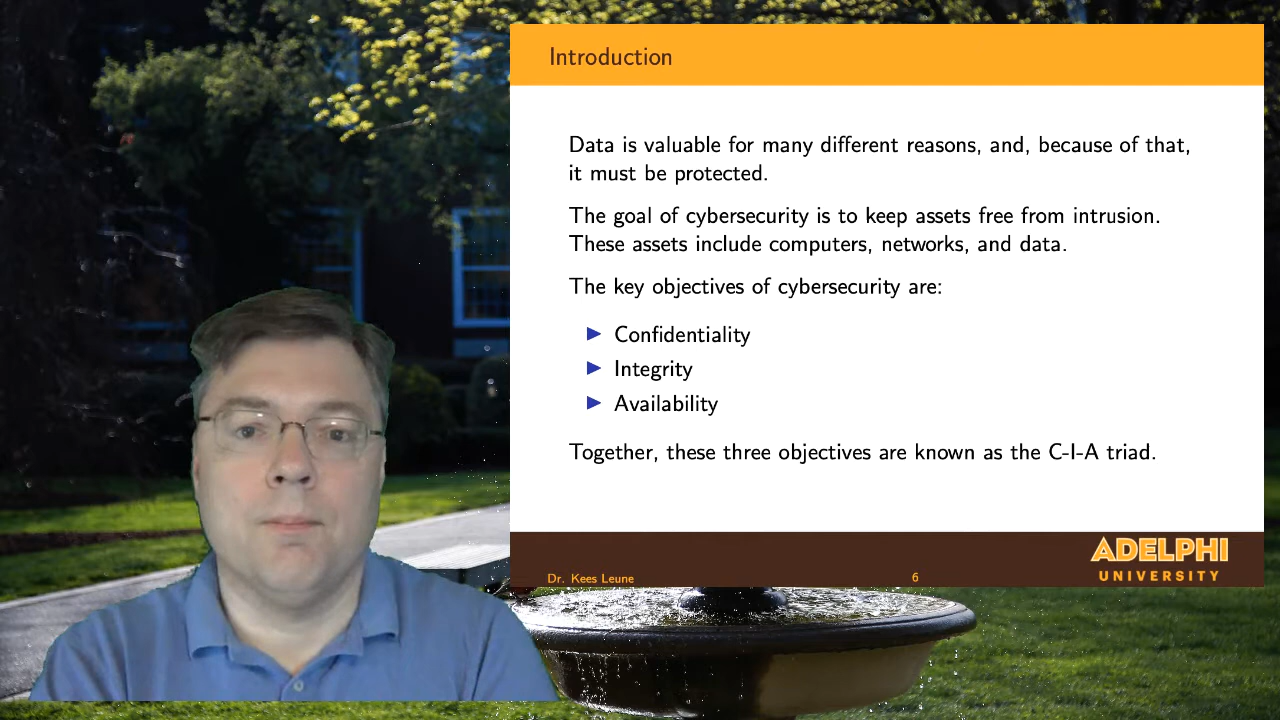 Introduction
Data is valuable for many different reasons, and, because of that,
it must be protected.
The goal of cybersecurity is to keep assets free from intrusion.
These assets include computers, networks, and data.
The key objectives of cybersecurity are:
Confidentiality
Integrity
Availability
Together, these three objectives are known as the C-I-A triad.
Dr. Kees Leune
6
ADELPHI
UNIVERSITY